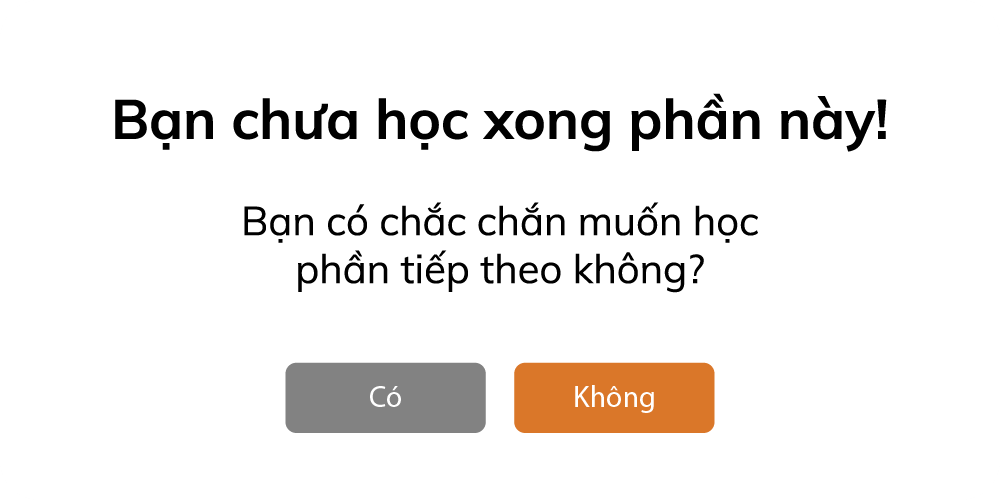 Bạn chưa học xong phần này!
Bạn có chắc chắn muốn học
phần tiếp theo không?
Có
Không